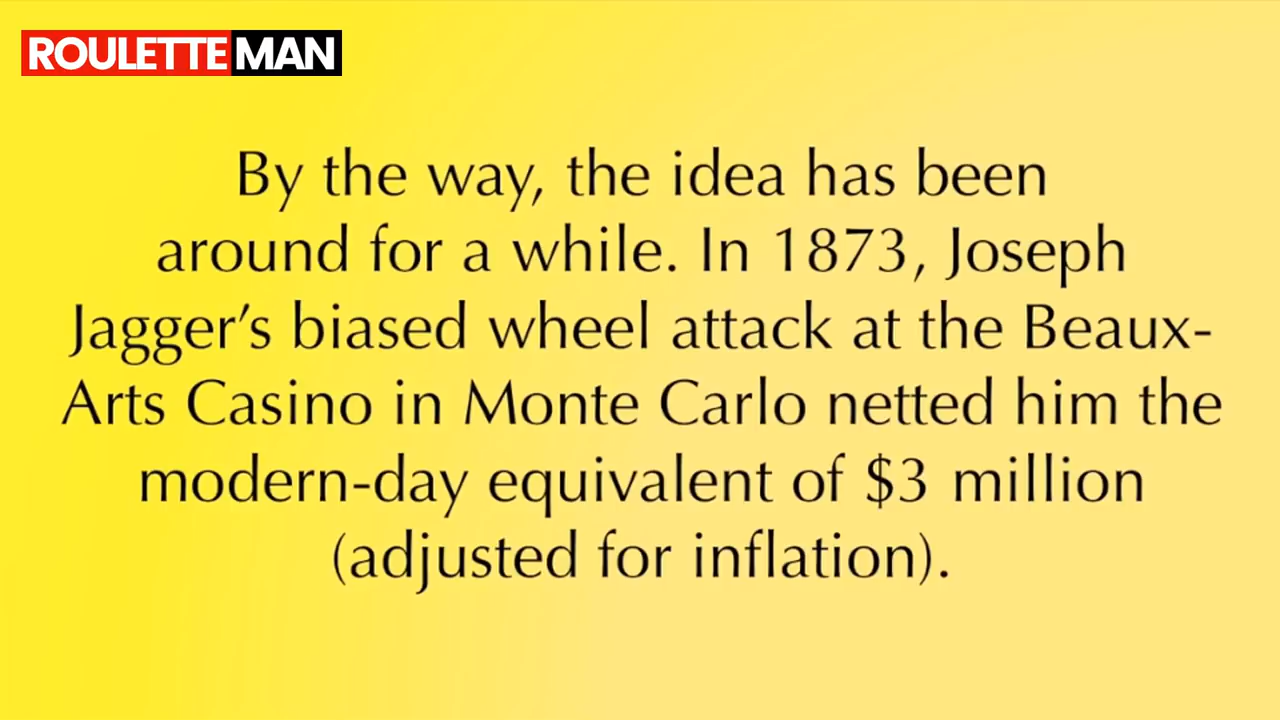 ROULETTEMAN
By the way, the idea has been
around for a while. In 1873, Joseph
Jagger’s biased wheel attack at the Beaux-
Arts Casino in Monte Carlo netted him the
modern-day equivalent of $3 million
(adjusted for inflation).